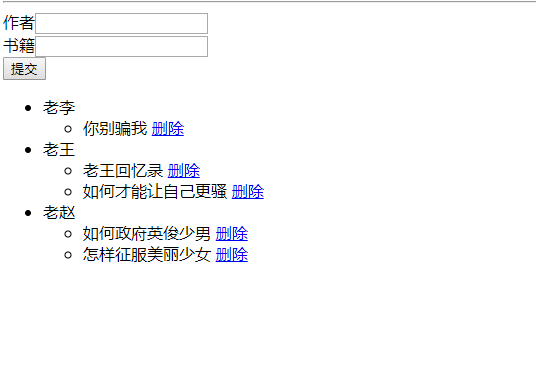 作者
书籍
提交
老李
你别骗我 删除
老王
老王回忆录 删除
如何才能让自己更骚 删除
老赵
如何政府英俊少男 删除
怎样征服美丽少女 删除